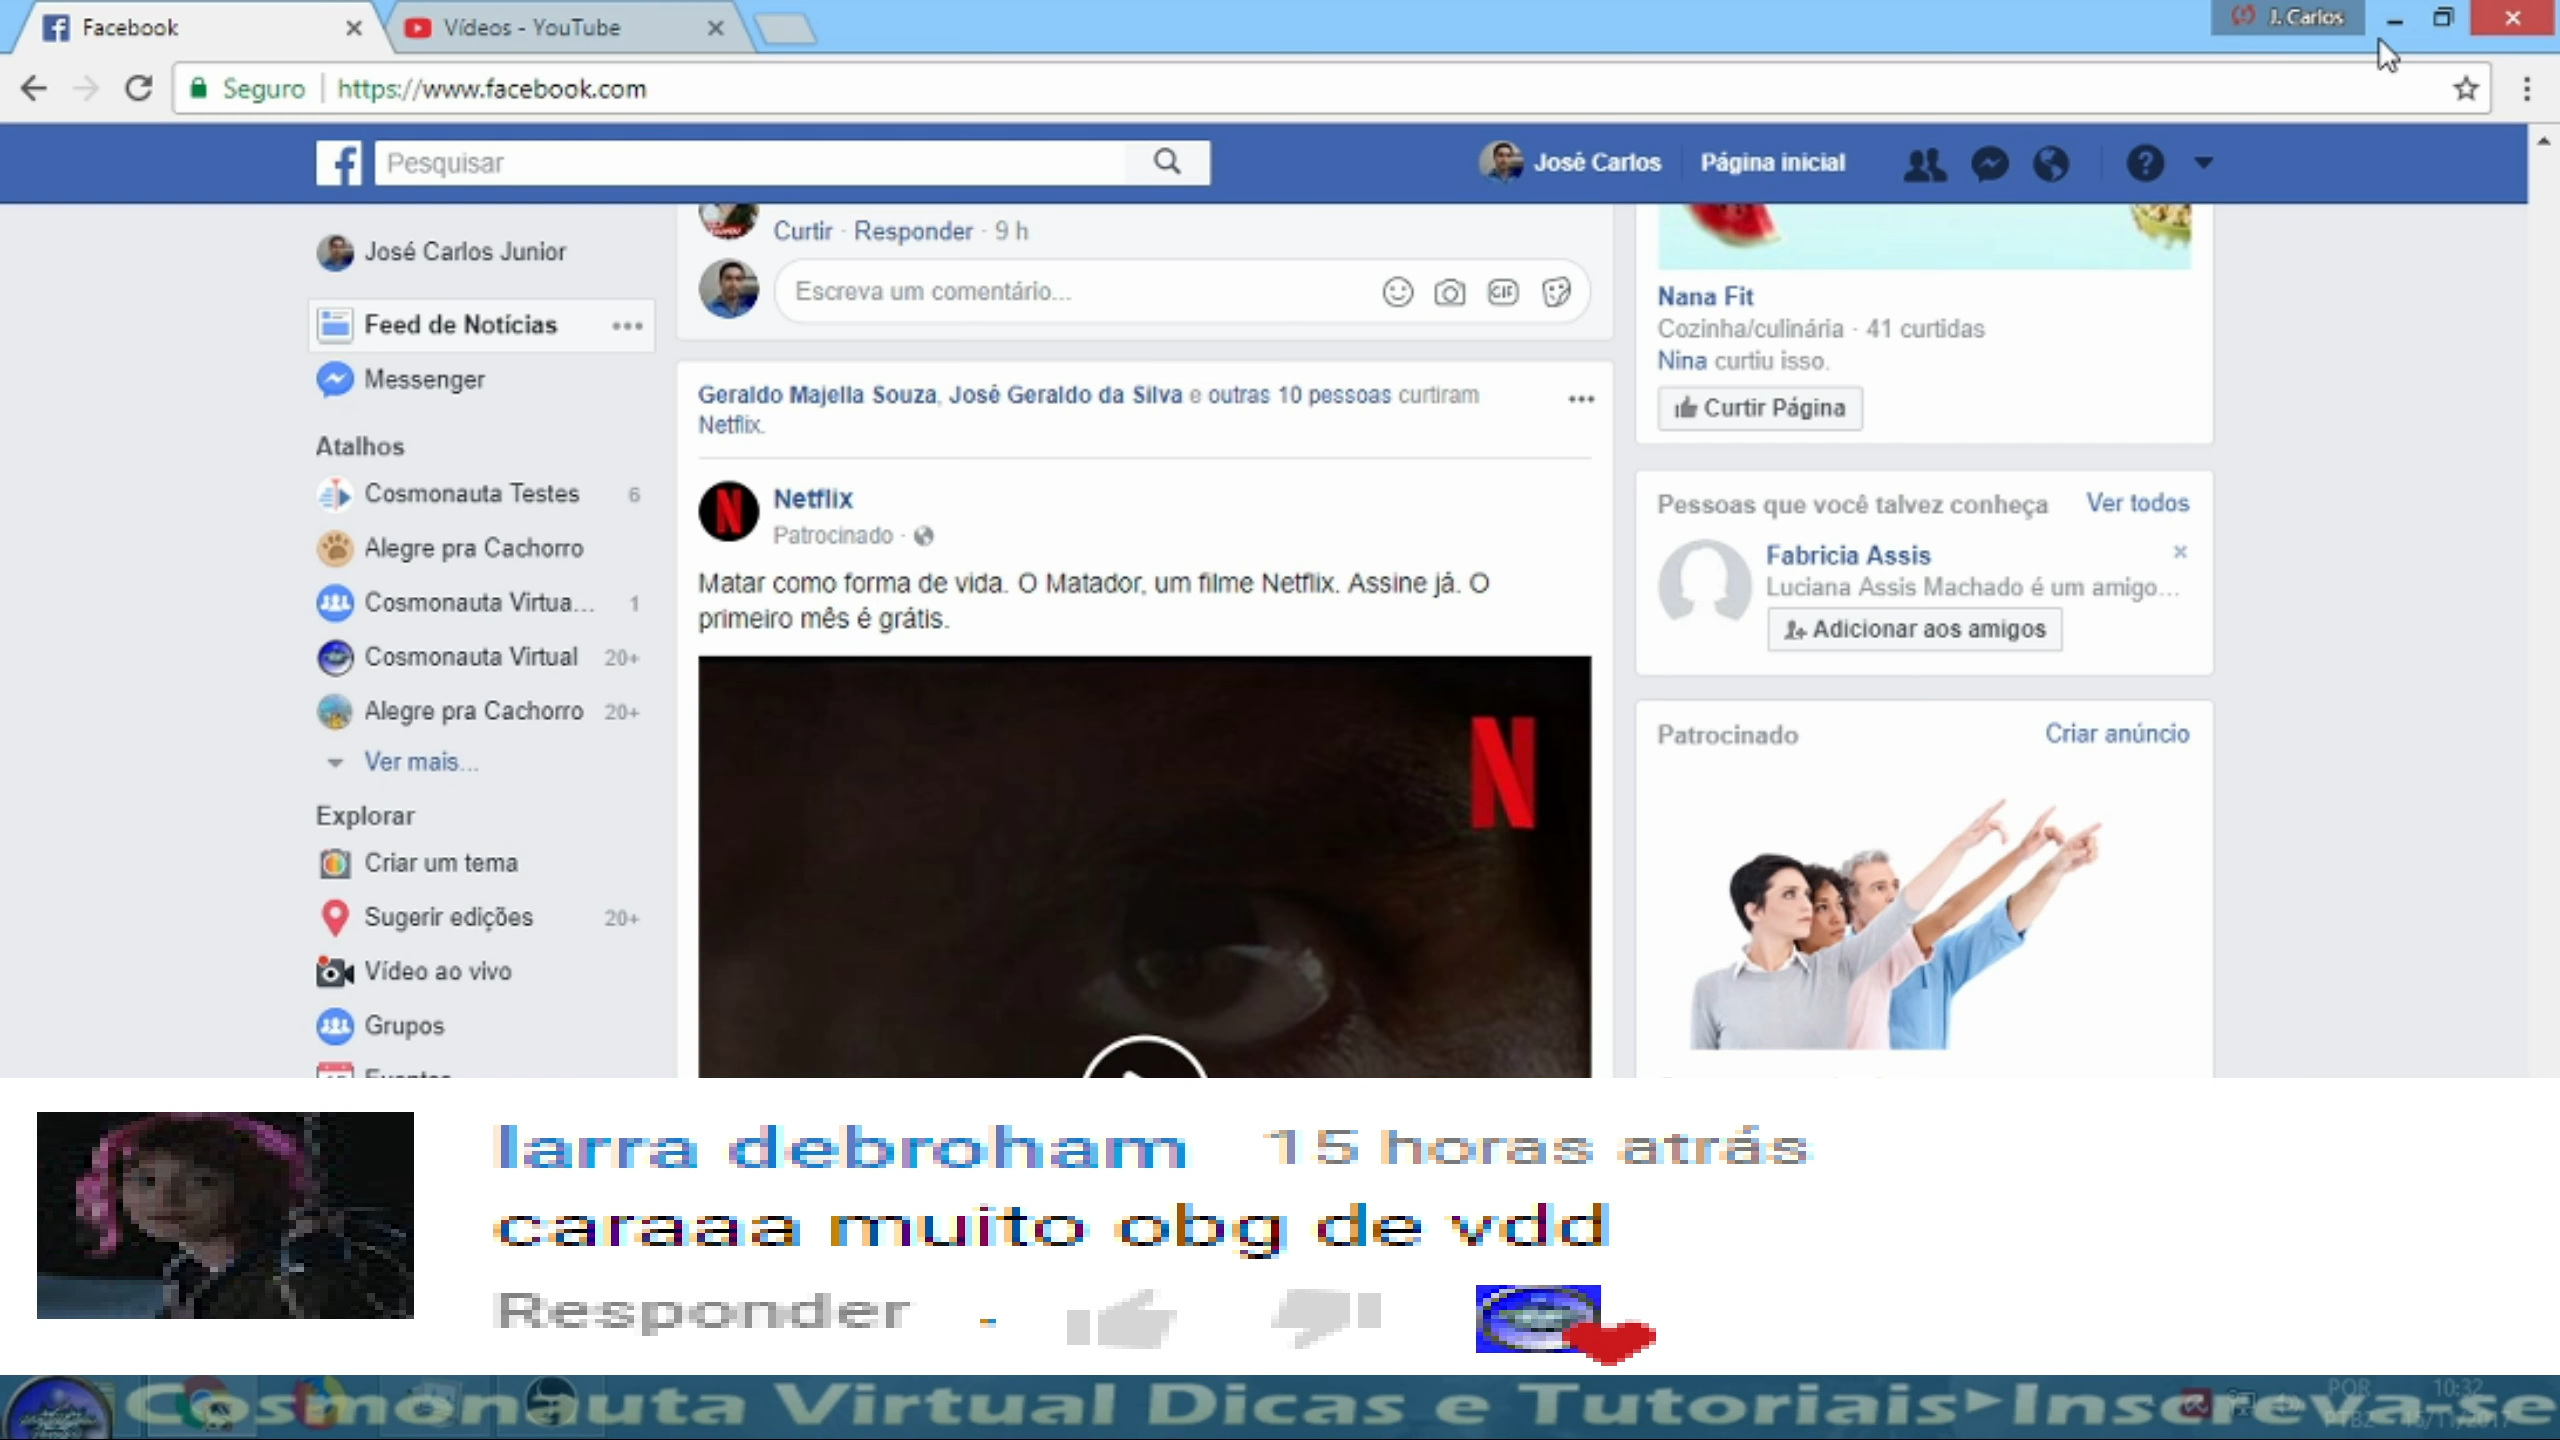 Facebook
Vídeos - YouTube
J. Carlos
Seguro
https://www.facebook.com
Pesquisar
José Carlos
Página inicial
José Carlos Junior
Feed de Notícias
Messenger
Atalhos
Cosmonauta Testes 6
Alegre pra Cachorro
Cosmonauta Virtua... 1
Cosmonauta Virtual 20+
Alegre pra Cachorro 20+
Ver mais...
Explorar
Criar um tema
Sugerir edições 20+
Vídeo ao vivo
Grupos
Curtir · Responder · 9 h
Escreva um comentário...
GIF
Geraldo Majella Souza, José Geraldo da Silva e outras 10 pessoas curtiram
Netflix.
Netflix
Patrocinado ·
Matar como forma de vida. O Matador, um filme Netflix. Assine já. O
primeiro mês é grátis.
N
Nana Fit
Cozinha/culinária · 41 curtidas
Nina curtiu isso.
Curtir Página
Pessoas que você talvez conheça Ver todos
Fabricia Assis
Luciana Assis Machado é um amigo...
Adicionar aos amigos
Patrocinado Criar anúncio
larra debroham 15 horas atrás
caraaa muito obg de vdd
Responder
Cosmonauta Virtual Dicas e Tutoriais►Inscreva-se
POR
10:32